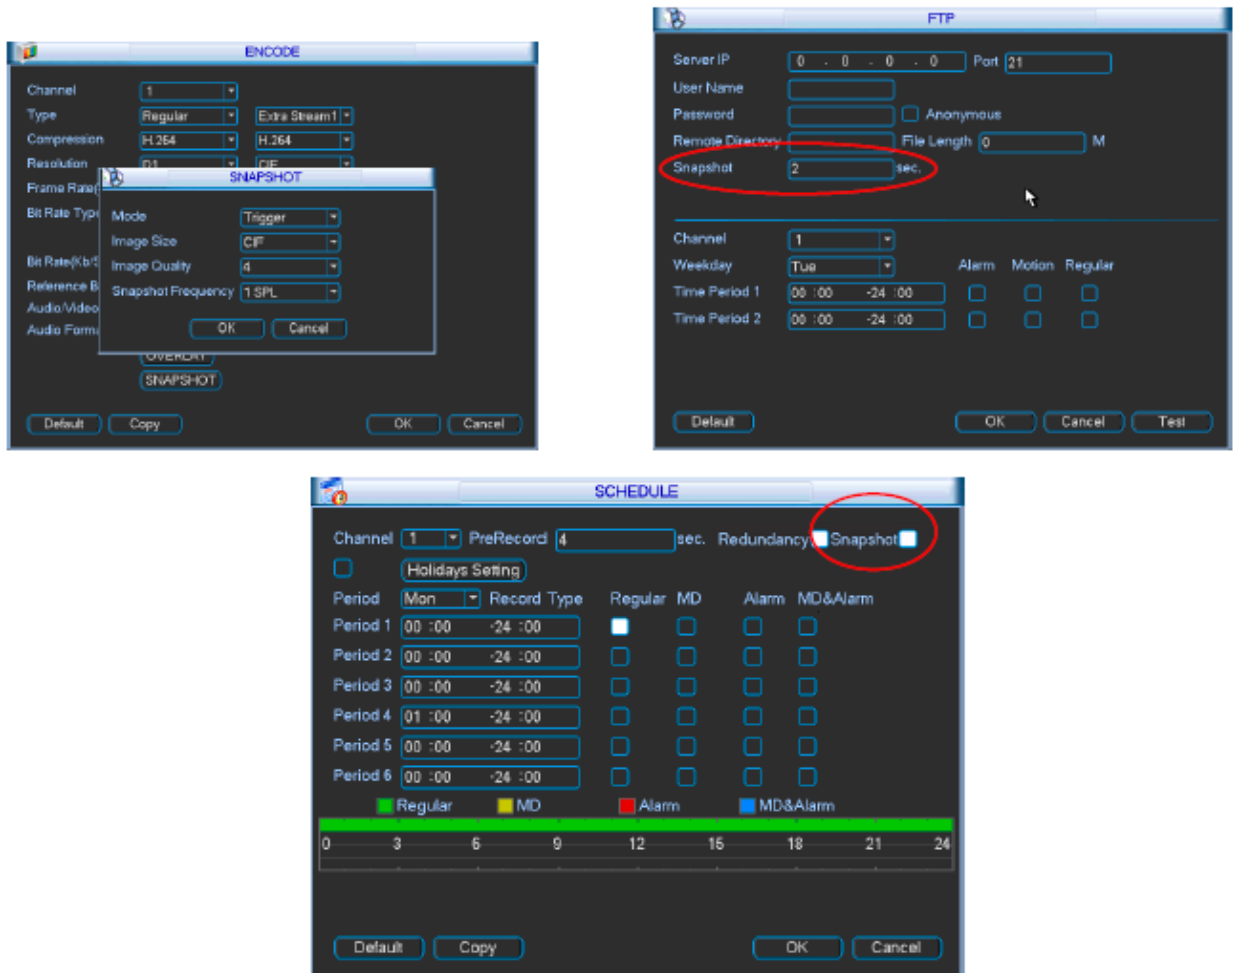 ENCODE
Channel 1
Type Regular Extra Stream1
Compression H.264 H.264
Resolution D1 CIF
Frame Rate(
Bit Rate Type
Bit Rate(Kb/S
Reference B
Audio/Video
Audio Forma
SNAPSHOT
Mode Trigger
Image Size CIF
Image Quality 4
Snapshot Frequency 1 SPL
OK Cancel
OVERLAY
SNAPSHOT
Default Copy OK Cancel
FTP
Server IP 0 . 0 . 0 . 0 Port 21
User Name
Password Anonymous
Remote Directory File Length 0 M
Snapshot 2 sec.
Channel 1
Weekday Tue Alarm Motion Regular
Time Period 1 00 :00 -24 :00
Time Period 2 00 :00 -24 :00
Default OK Cancel Test
SCHEDULE
Channel 1 PreRecord 4 sec. Redundancy Snapshot
Holidays Setting
Period Mon Record Type Regular MD Alarm MD&Alarm
Period 1 00 :00 -24 :00
Period 2 00 :00 -24 :00
Period 3 00 :00 -24 :00
Period 4 01 :00 -24 :00
Period 5 00 :00 -24 :00
Period 6 00 :00 -24 :00
Regular MD Alarm MD&Alarm
0 3 6 9 12 15 18 21 24
Default Copy OK Cancel